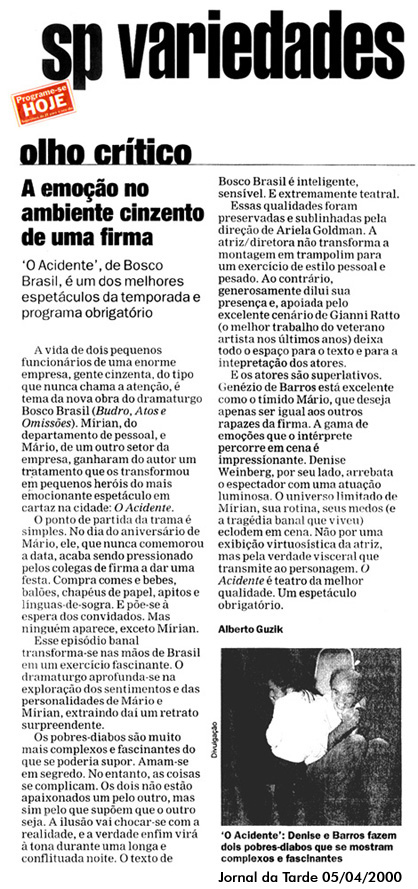 sp variedades
Programe-se
HOJE
olho crítico
A emoção no
ambiente cinzento
de uma firma
'O Acidente', de Bosco
Brasil, é um dos melhores
espetáculos da temporada e
programa obrigatório
A vida de dois pequenos
funcionários de uma enorme
empresa, gente cinzenta, do tipo
que nunca chama a atenção, é
tema da nova obra do dramaturgo
Bosco Brasil (Budro, Atos e
Omissões). Mírian, do
departamento de pessoal, e
Mário, de um outro setor da
empresa, ganharam do autor um
tratamento que os transformou
em pequenos heróis do mais
emocionante espetáculo em
cartaz na cidade: O Acidente.
O ponto de partida da trama é
simples. No dia do aniversário de
Mário, ele, que nunca comemorou
a data, acaba sendo pressionado
pelos colegas de firma a dar uma
festa. Compra comes e bebes,
balões, chapéus de papel, apitos e
línguas-de-sogra. E põe-se à
espera dos convidados. Mas
ninguém aparece, exceto Mirian.
Esse episódio banal
transforma-se nas mãos de Brasil
em um exercício fascinante. O
dramaturgo aprofunda-se na
exploração dos sentimentos e das
personalidades de Mário e
Mírian, extraindo daí um retrato
surpreendente.
Os pobres-diabos são muito
mais complexos e fascinantes do
que se poderia supor. Amam-se
em segredo. No entanto, as coisas
se complicam. Os dois não estão
apaixonados um pelo outro, mas
sim pelo que supõem que o outro
seja. A ilusão vai chocar-se com a
realidade, e a verdade enfim virá
à tona durante uma longa e
conflituada noite. O texto de
Bosco Brasil é inteligente,
sensível. E extremamente teatral.
Essas qualidades foram
preservadas e sublinhadas pela
direção de Ariela Goldman. A
atriz/diretora não transforma a
montagem em trampolim para
um exercício de estilo pessoal e
pesado. Ao contrário,
generosamente dilui sua
presença e, apoiada pelo
excelente cenário de Gianni Ratto
(o melhor trabalho do veterano
artista nos últimos anos) deixa
todo o espaço para o texto e para a
intepretação dos atores.
E os atores são superlativos.
Genézio de Barros está excelente
como o tímido Mário, que deseja
apenas ser igual aos outros
rapazes da firma. A gama de
emoções que o intérprete
percorre em cena é
impressionante. Denise
Weinberg, por seu lado, arrebata
o espectador com uma atuação
luminosa. O universo limitado de
Mírian, sua rotina, seus medos (e
a tragédia banal que viveu)
eclodem em cena. Não por uma
exibição virtuosística da atriz,
mas pela verdade visceral que
transmite ao personagem. O
Acidente é teatro da melhor
qualidade. Um espetáculo
obrigatório.
Alberto Guzik
Divulgação
'O Acidente': Denise e Barros fazem
dois pobres-diabos que se mostram
complexos e fascinantes
Jornal da Tarde 05/04/2000